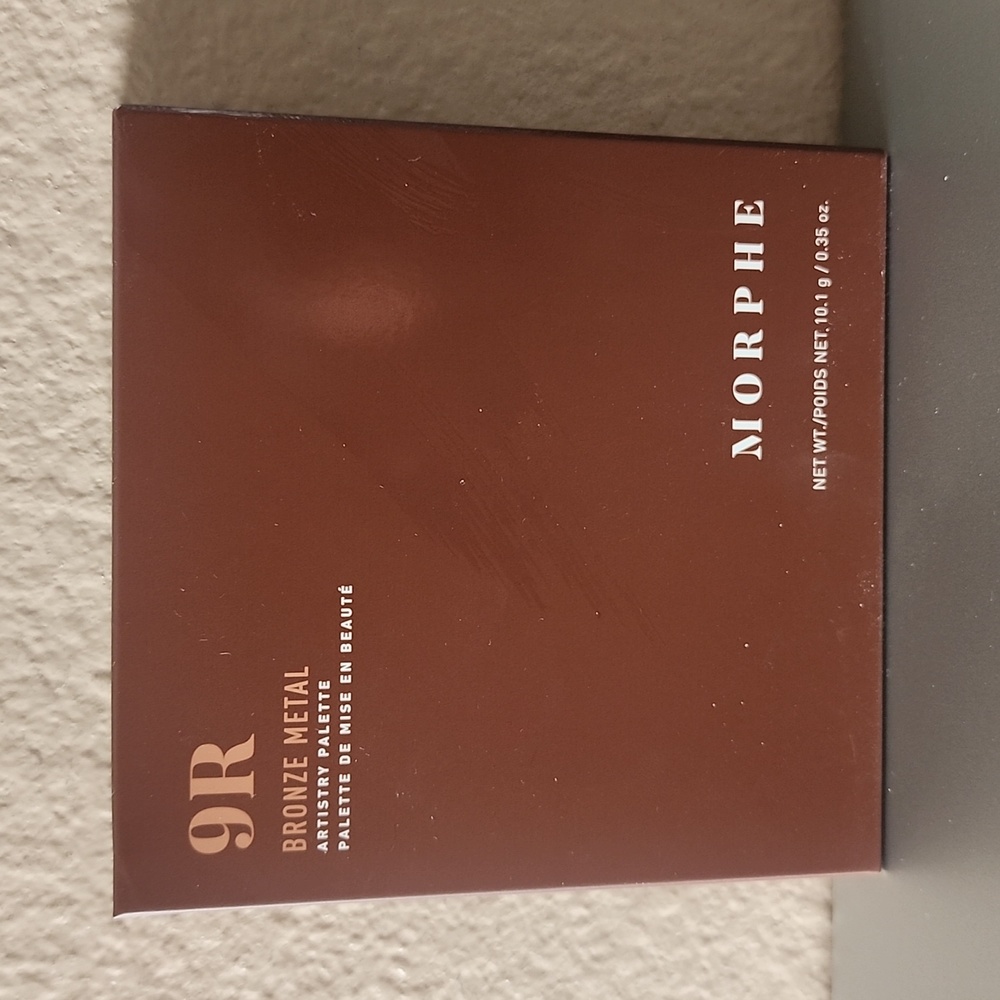 9R
BRONZE METAL
ARTISTRY PALETTE
PALETTE DE MISE EN BEAUTÉ
MORPHE
NET WT./POIDS NET. 10.1 g / 0.35 oz.